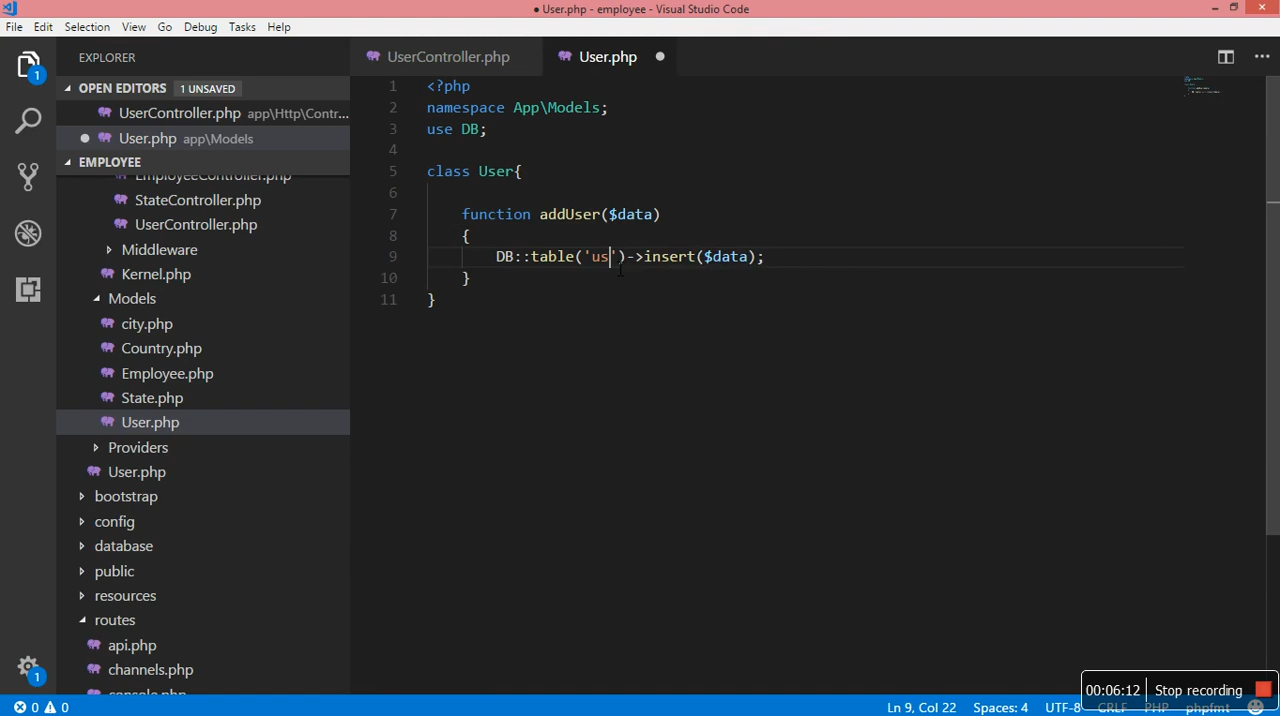 User.php - employee - Visual Studio Code
File Edit Selection View Go Debug Tasks Help
EXPLORER
UserController.php
User.php
OPEN EDITORS 1 UNSAVED
UserController.php app\Http\Contr...
User.php app\Models
EMPLOYEE
EmployeeController.php
StateController.php
UserController.php
Middleware
Kernel.php
Models
city.php
Country.php
Employee.php
State.php
User.php
Providers
User.php
bootstrap
config
database
public
resources
routes
api.php
channels.php
console.php
1
1
1 <?php
2 namespace App\Models;
3 use DB;
4
5 class User{
6
7 function addUser($data)
8 {
9 DB::table('us')->insert($data);
10 }
11 }
00:06:12 Stop recording
0 0
Ln 9, Col 22 Spaces: 4 UTF-8 CRLF PHP phpfmt